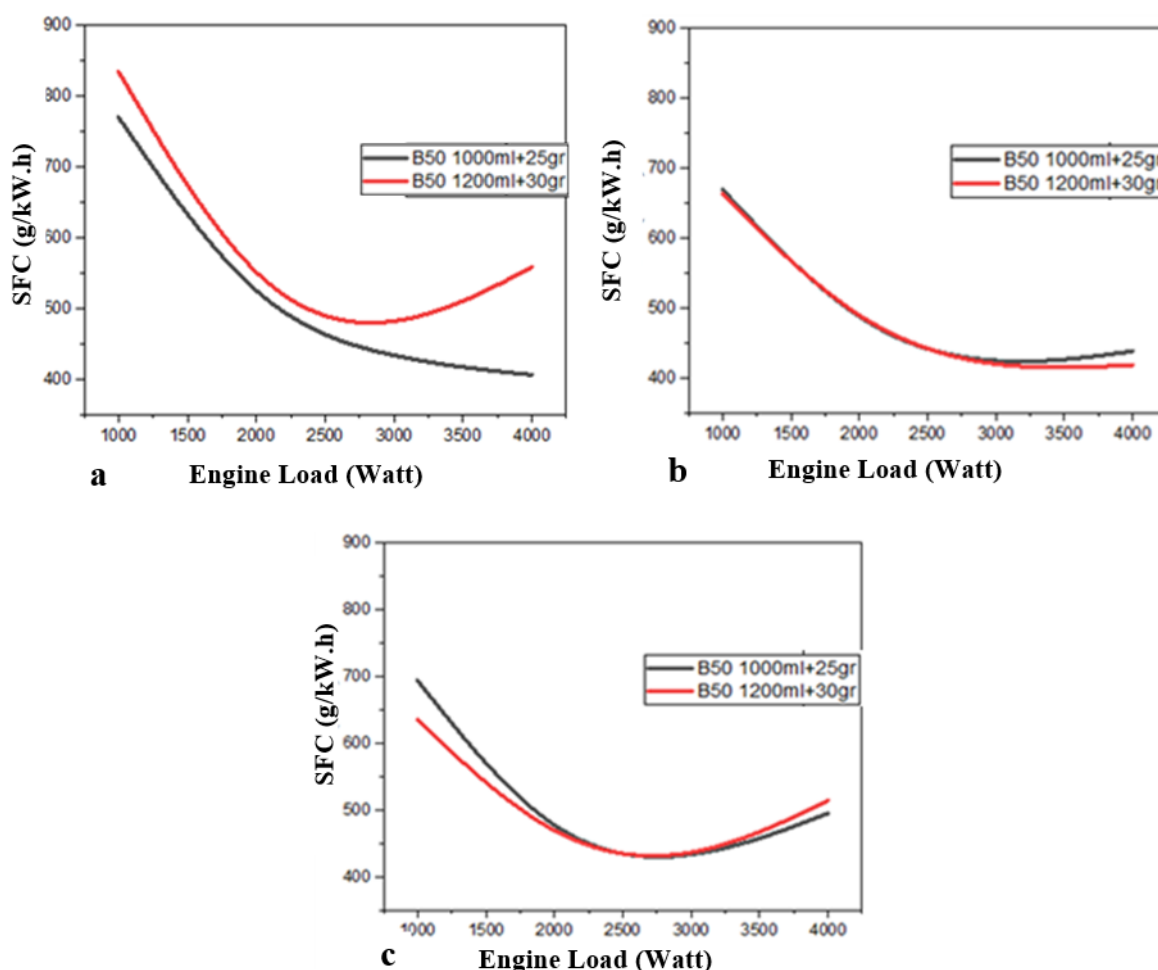 900
800
700
600
500
400
SFC (g/kW.h)
B50 1000ml+25gr
B50 1200ml+30gr
1000 1500 2000 2500 3000 3500 4000
a Engine Load (Watt)
900
800
700
600
500
400
SFC (g/kW.h)
B50 1000ml+25gr
B50 1200ml+30gr
1000 1500 2000 2500 3000 3500 4000
b Engine Load (Watt)
900
800
700
600
500
400
SFC (g/kW.h)
B50 1000ml+25gr
B50 1200ml+30gr
1000 1500 2000 2500 3000 3500 4000
c Engine Load (Watt)